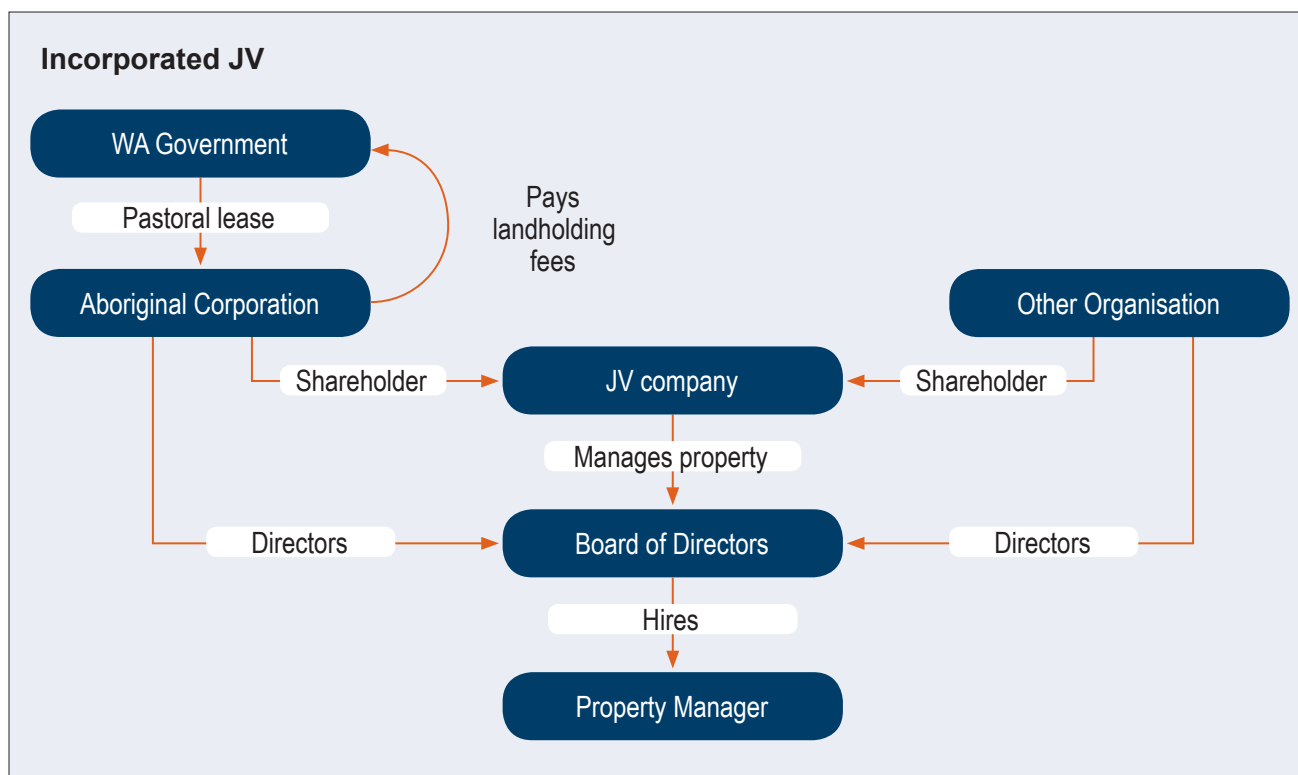 Incorporated JV
WA Government
Pastoral lease
Pays
landholding
fees
Aboriginal Corporation
Other Organisation
Shareholder
JV company
Shareholder
Manages property
Directors
Board of Directors
Directors
Hires
Property Manager